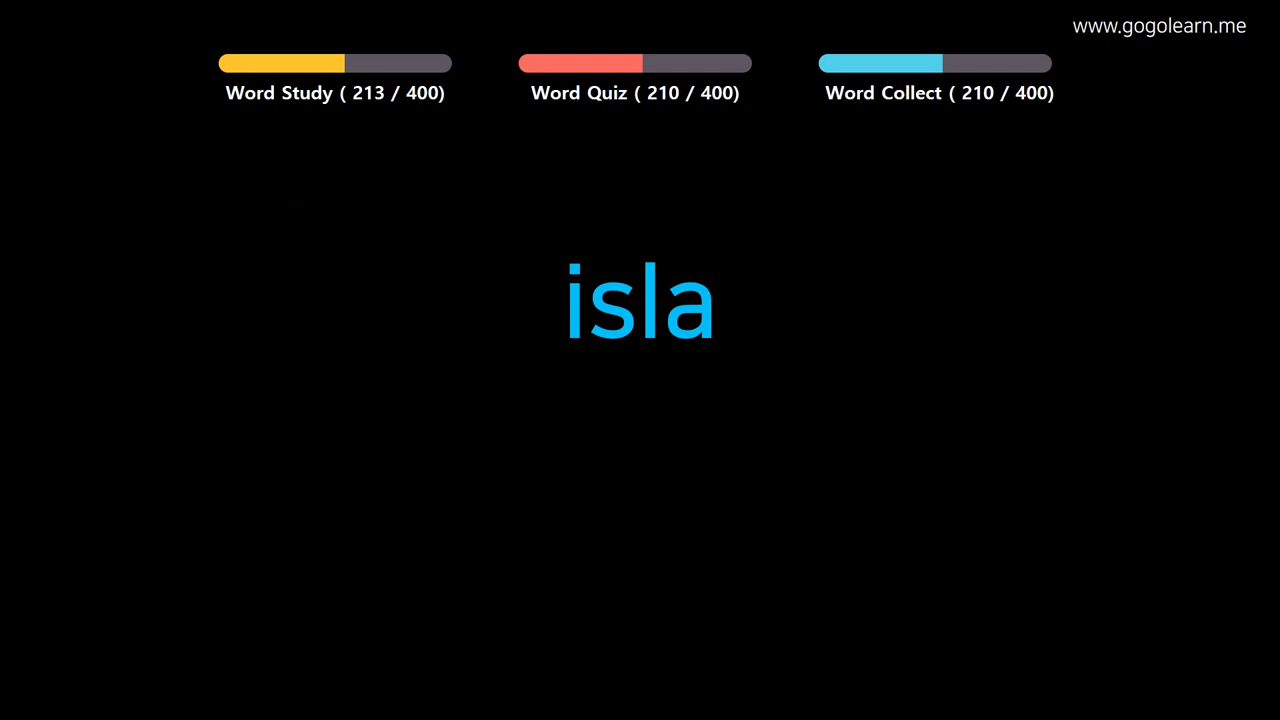 www.gogolearn.me
Word Study ( 213 / 400)
Word Quiz ( 210 / 400)
Word Collect ( 210 / 400)
isla